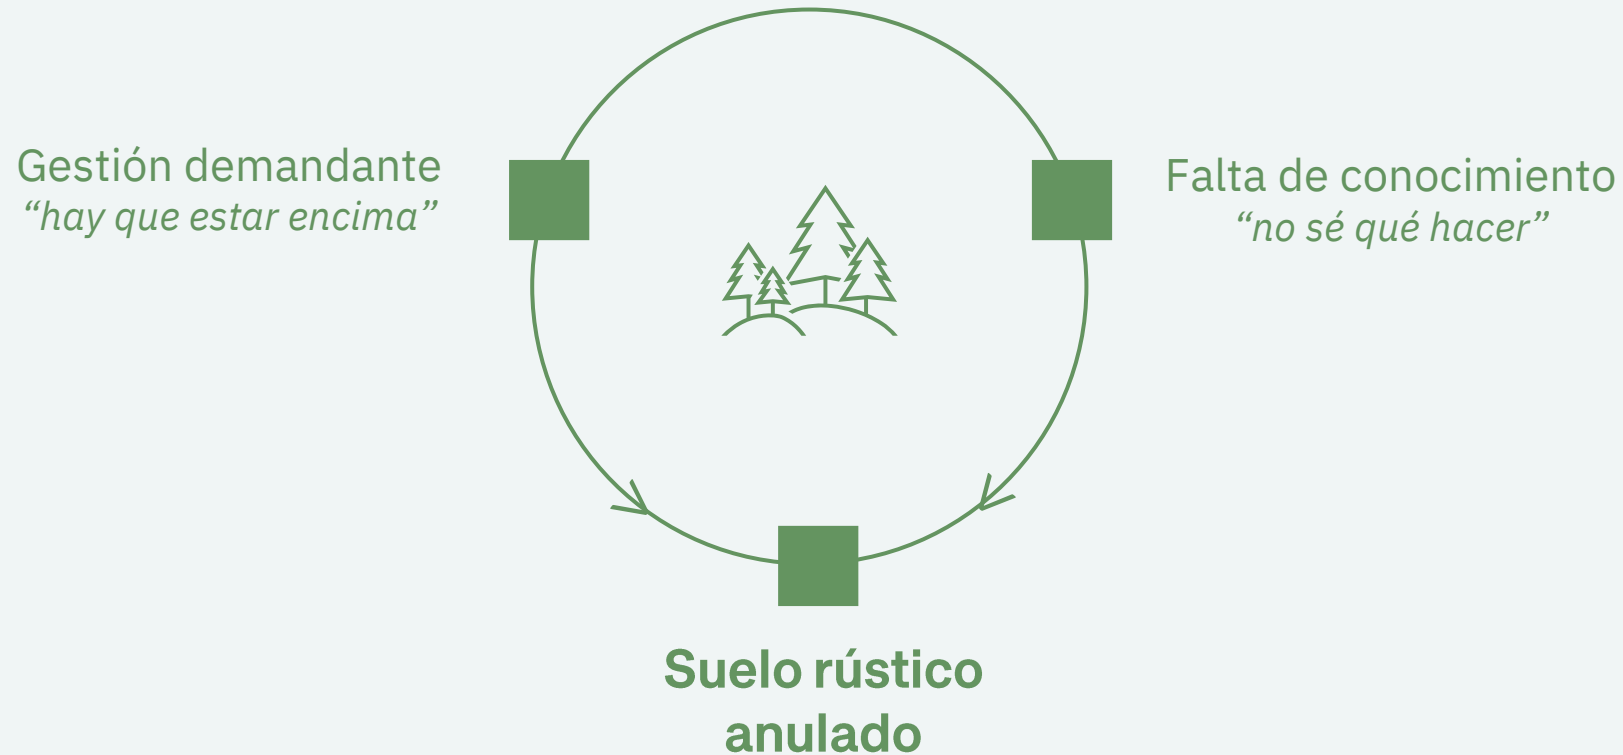 Gestión demandante
“hay que estar encima”
Falta de conocimiento
“no sé qué hacer”
Suelo rústico
anulado